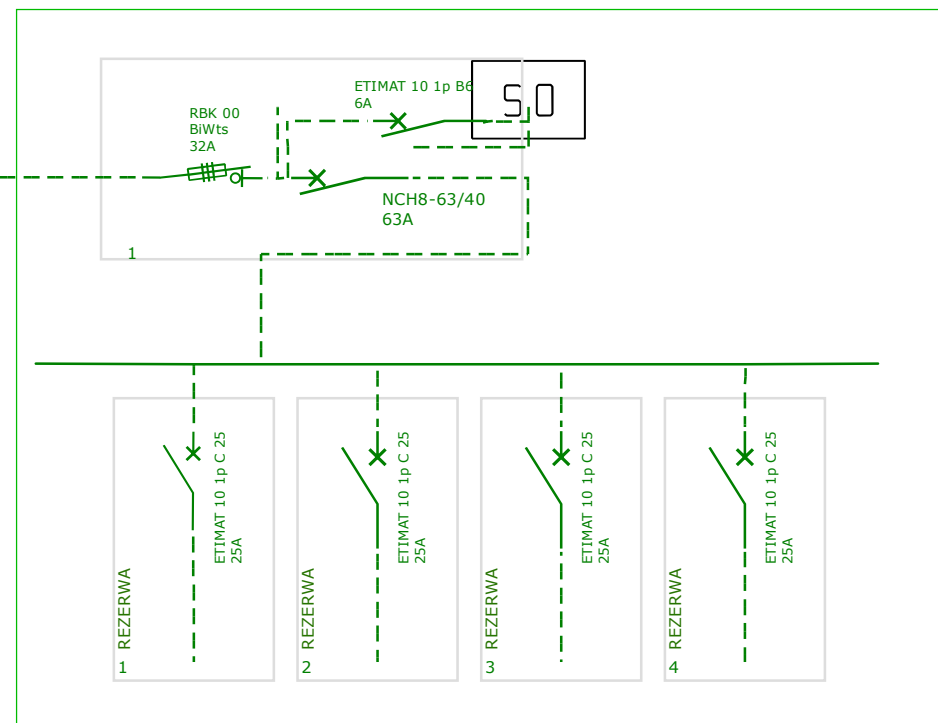 ETIMAT 10 1p B6
6A
SO
RBK 00
BiWts
32A
NCH8-63/40
63A
1
ETIMAT 10 1p C 25
25A
REZERWA
1
ETIMAT 10 1p C 25
25A
REZERWA
2
ETIMAT 10 1p C 25
25A
REZERWA
3
ETIMAT 10 1p C 25
25A
REZERWA
4